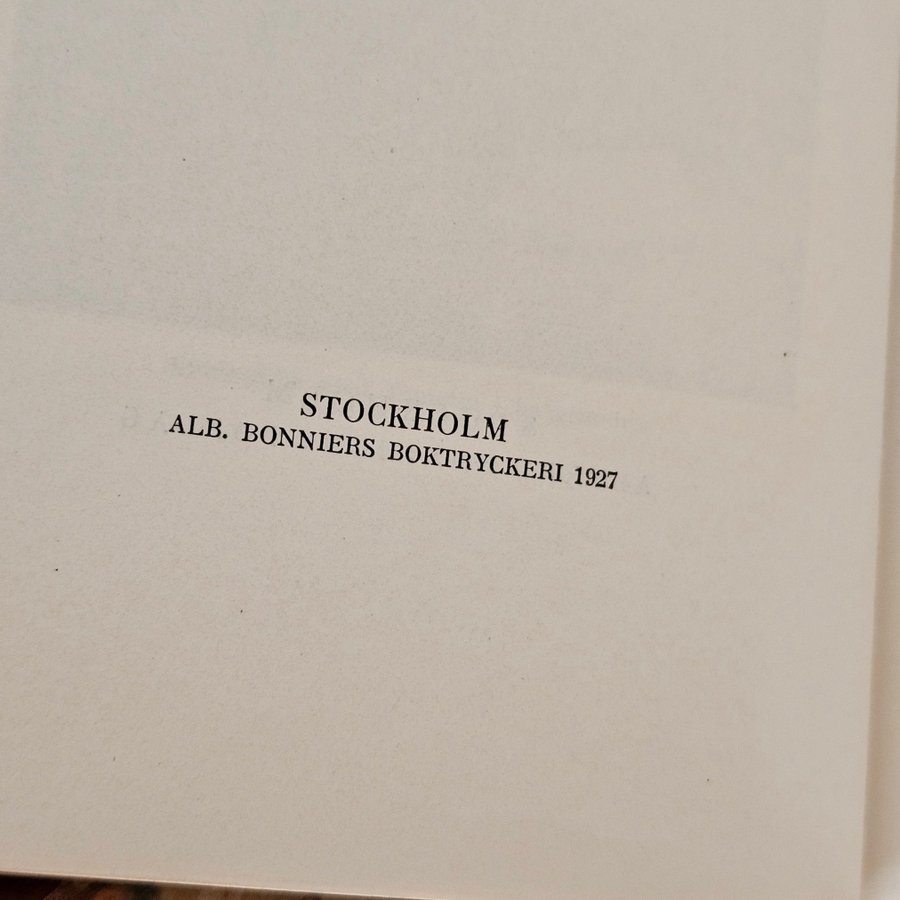 STOCKHOLM
ALB. BONNIERS BOKTRYCKERI 1927